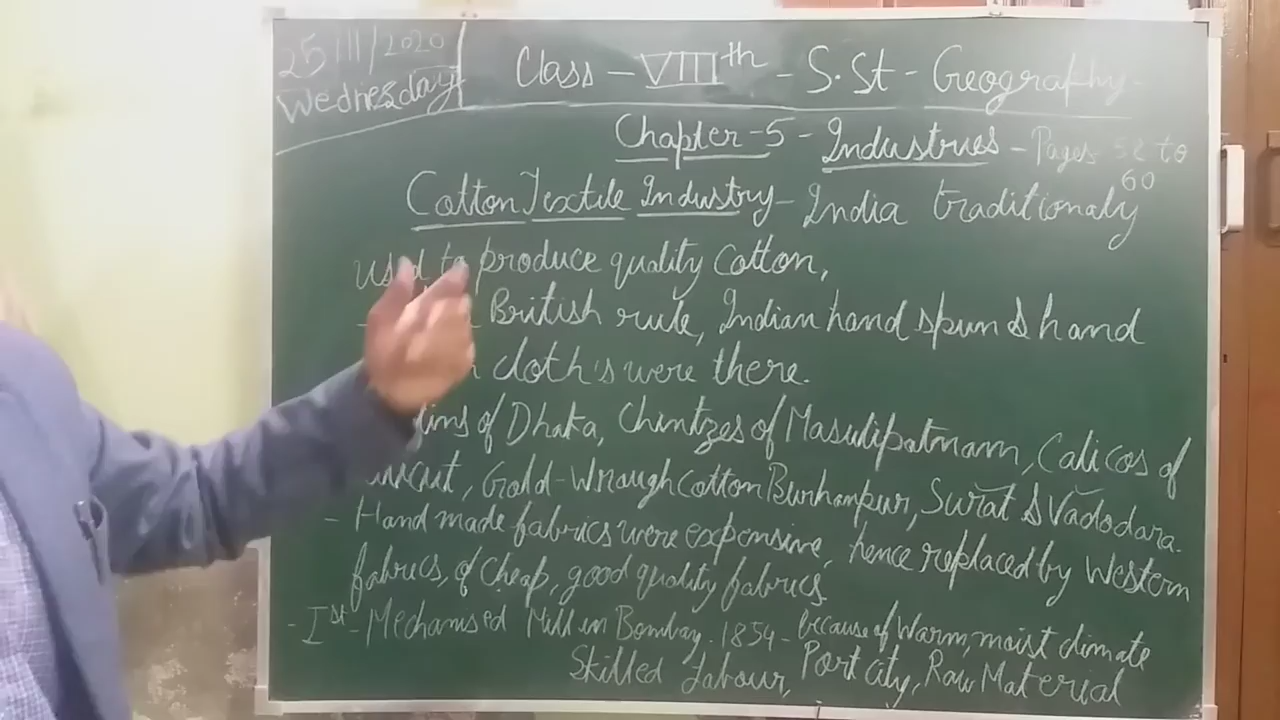 25/11/2020
Wednesday
Class - VIIIth - S.St - Geography -
Chapter - 5 - Industries - Pages 52 to
60
Cotton Textile Industry - India traditionaly
used to produce quality Cotton,
- British rule, Indian hand spun & hand
cloth's were there.
lins of Dhaka, Chintzes of Masulipatnam, Calicos of
cut, Gold-Wrough Cotton Burhanpur, Surat & Vadodara.
- Hand made fabrics were expensive, hence replaced by Western
fabrics, of cheap, good quality fabrics
- Ist - Mechanised Mill in Bombay. 1854 - because of Warm, moist climate
Skilled Labour, Port City, Raw Material